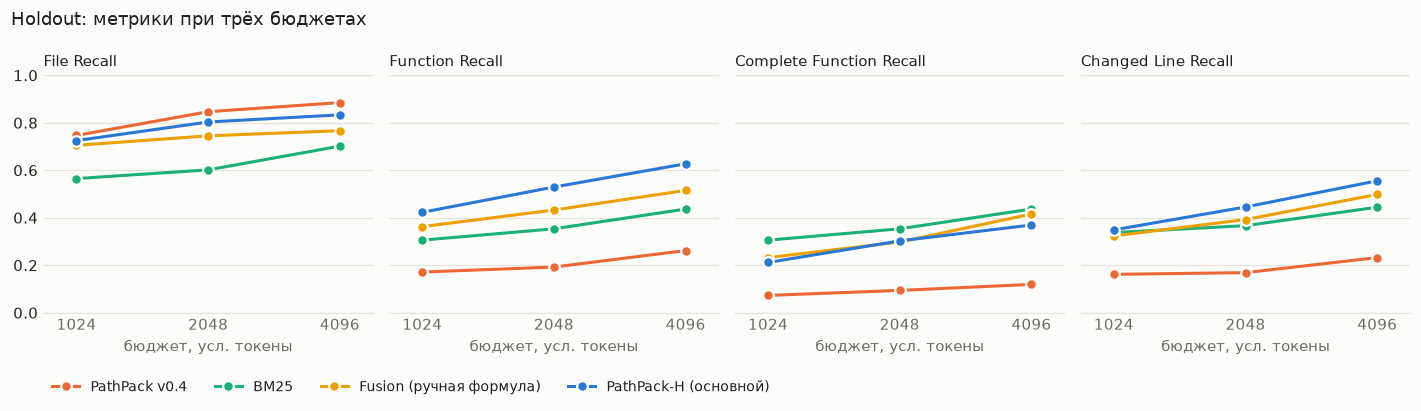 Holdout: метрики при трёх бюджетах
File Recall
Function Recall
Complete Function Recall
Changed Line Recall
1.0
0.8
0.6
0.4
0.2
0.0
1024 2048 4096
1024 2048 4096
1024 2048 4096
1024 2048 4096
бюджет, усл. токены
бюджет, усл. токены
бюджет, усл. токены
бюджет, усл. токены
PathPack v0.4
BM25
Fusion (ручная формула)
PathPack-H (основной)